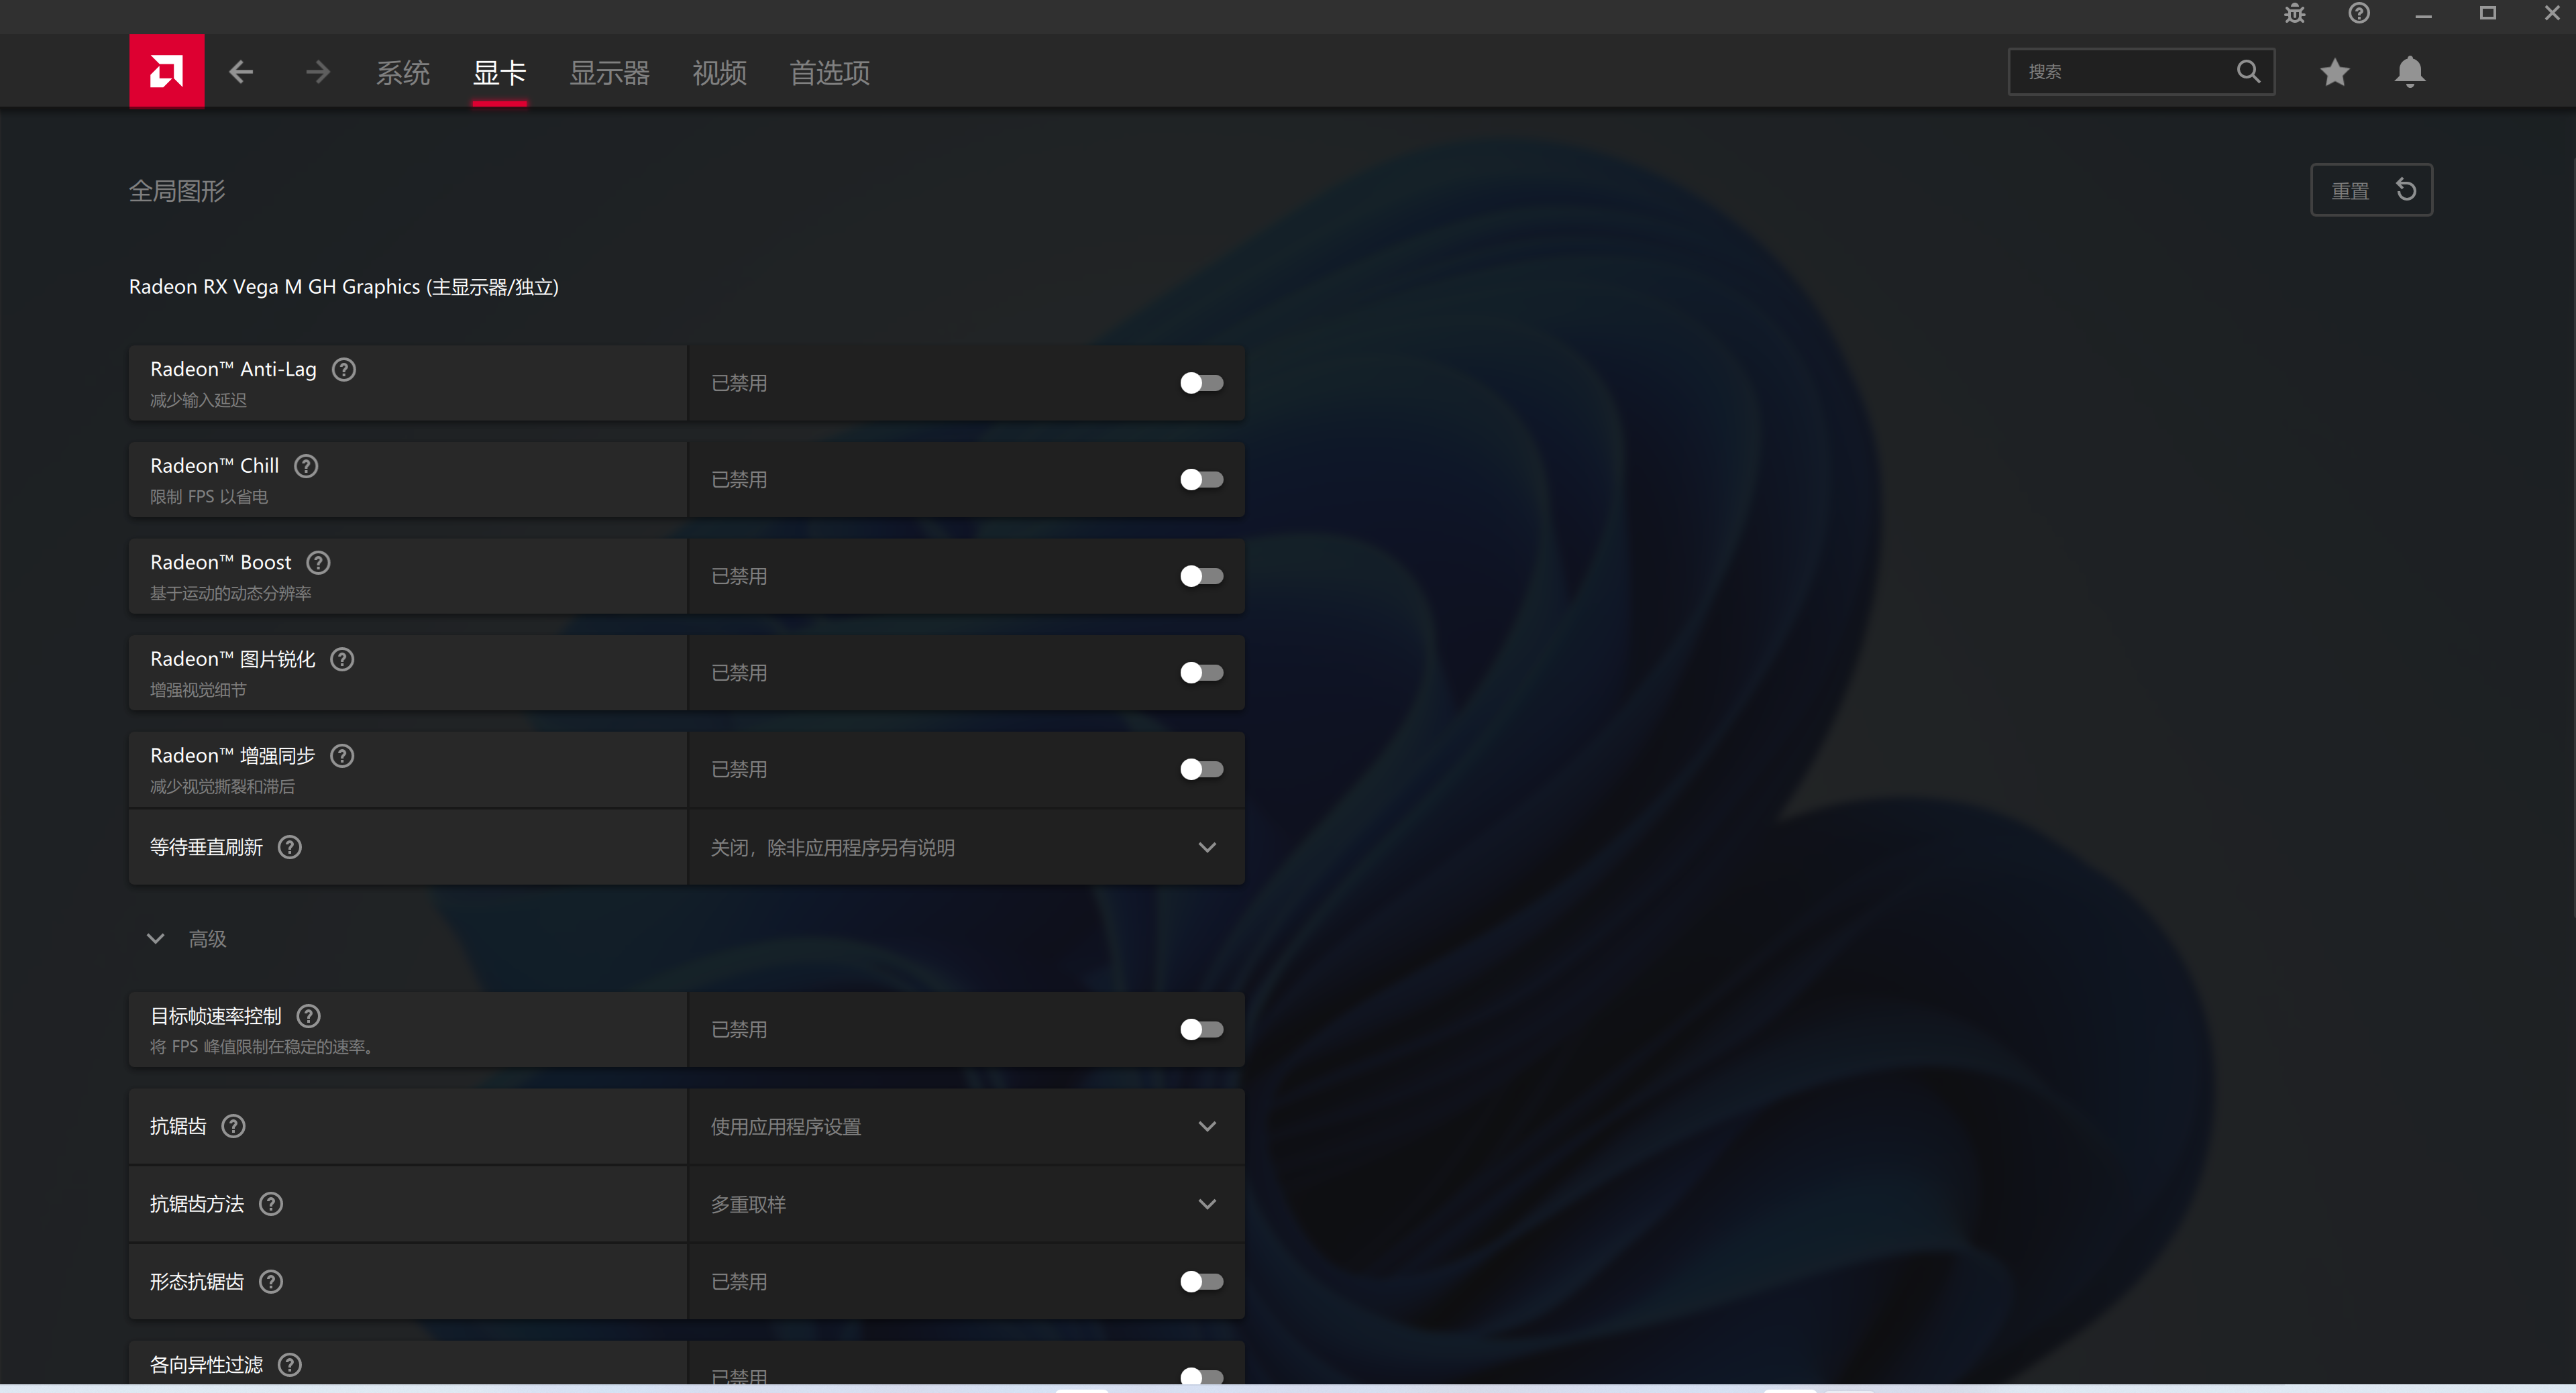 系统 显卡 显示器 视频 首选项 搜索
全局图形 重置
Radeon RX Vega M GH Graphics (主显示器/独立)
Radeon™ Anti-Lag
减少输入延迟
已禁用
Radeon™ Chill
限制 FPS 以省电
已禁用
Radeon™ Boost
基于运动的动态分辨率
已禁用
Radeon™ 图片锐化
增强视觉细节
已禁用
Radeon™ 增强同步
减少视觉撕裂和滞后
已禁用
等待垂直刷新
关闭，除非应用程序另有说明
高级
目标帧速率控制
将 FPS 峰值限制在稳定的速率。
已禁用
抗锯齿
使用应用程序设置
抗锯齿方法
多重取样
形态抗锯齿
已禁用
各向异性过滤
已禁用